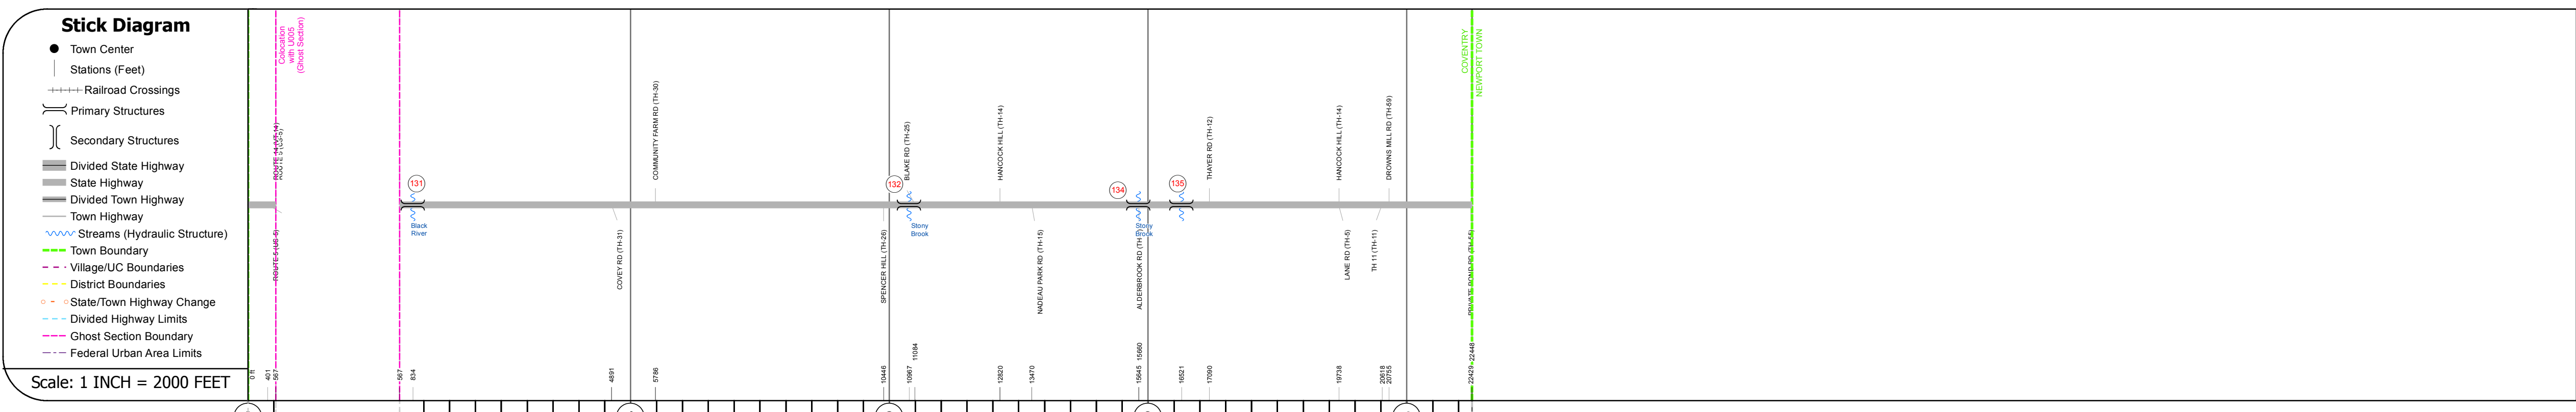 Stick Diagram
Town Center
Stations (Feet)
Railroad Crossings
Primary Structures
Secondary Structures
Divided State Highway
State Highway
Divided Town Highway
Town Highway
Streams (Hydraulic Structure)
Town Boundary
Village/UC Boundaries
District Boundaries
State/Town Highway Change
Divided Highway Limits
Ghost Section Boundary
Federal Urban Area Limits
Scale: 1 INCH = 2000 FEET
Colocation
with U005
(Ghost Section)
COVENTRY
NEWPORT TOWN
COMMUNITY FARM RD (TH-30)
BLAKE RD (TH-25)
HANCOCK HILL (TH-14)
THAYER RD (TH-12)
HANCOCK HILL (TH-14)
DROWNS MILL RD (TH-59)
131
132
134
135
Black
River
Stony
Brook
Stony
Brook
ROUTE 5 (US-5)
COVEY RD (TH-31)
SPENCER HILL (TH-26)
NADEAU PARK RD (TH-15)
ALDERBROOK RD (TH-
LANE RD (TH-5)
TH 11 (TH-11)
0 ft
401
567
567
834
4891
5786
10446
10967
11084
12820
13470
15645
15660
16521
17090
19738
20618
20755
22429
22448